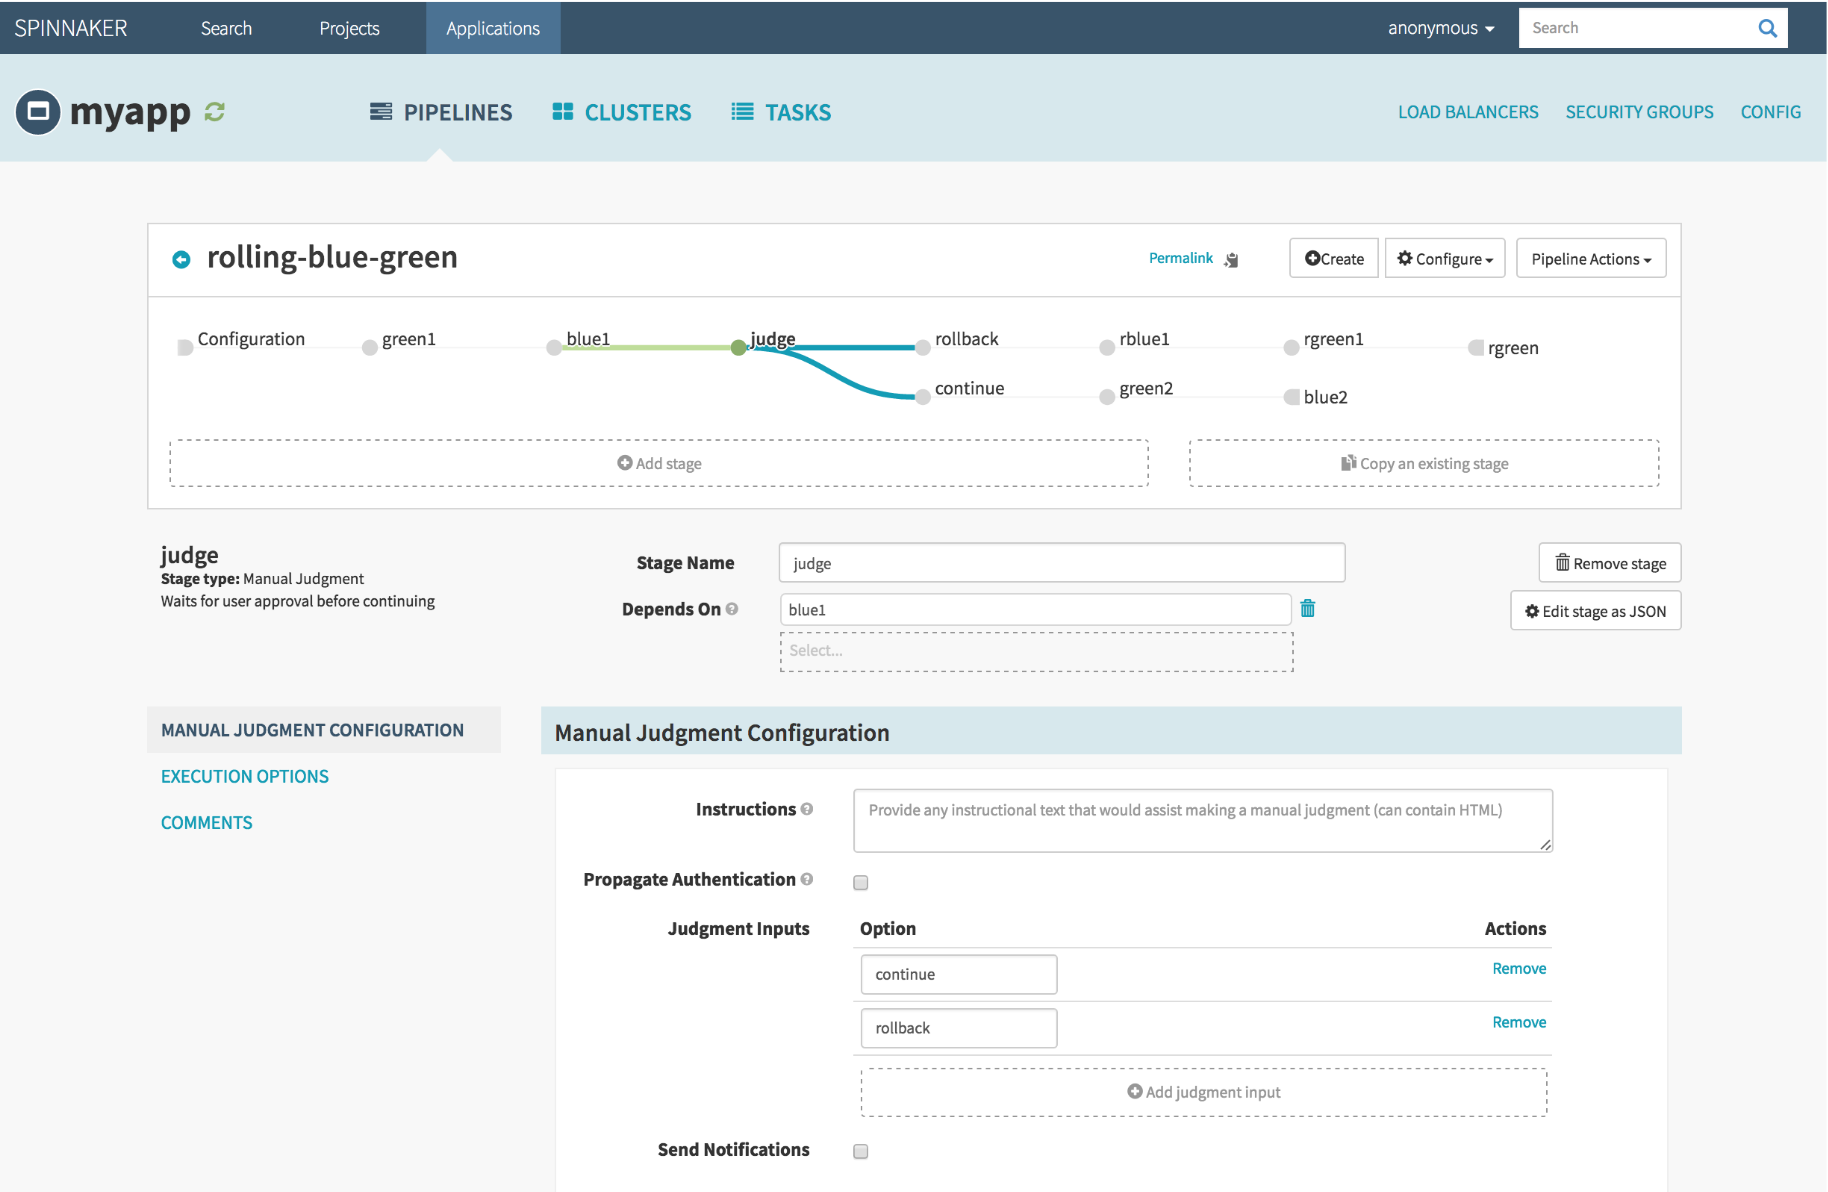 SPINNAKER Search Projects Applications anonymous Search
myapp PIPELINES CLUSTERS TASKS LOAD BALANCERS SECURITY GROUPS CONFIG
rolling-blue-green Permalink Create Configure Pipeline Actions
Configuration green1 blue1 judge rollback rblue1 rgreen1 rgreen
continue green2 blue2
Add stage Copy an existing stage
judge
Stage type: Manual Judgment
Waits for user approval before continuing
Stage Name judge Remove stage
Depends On blue1 Edit stage as JSON
Select...
MANUAL JUDGMENT CONFIGURATION
EXECUTION OPTIONS
COMMENTS
Manual Judgment Configuration
Instructions Provide any instructional text that would assist making a manual judgment (can contain HTML)
Propagate Authentication
Judgment Inputs Option Actions
continue Remove
rollback Remove
Add judgment input
Send Notifications